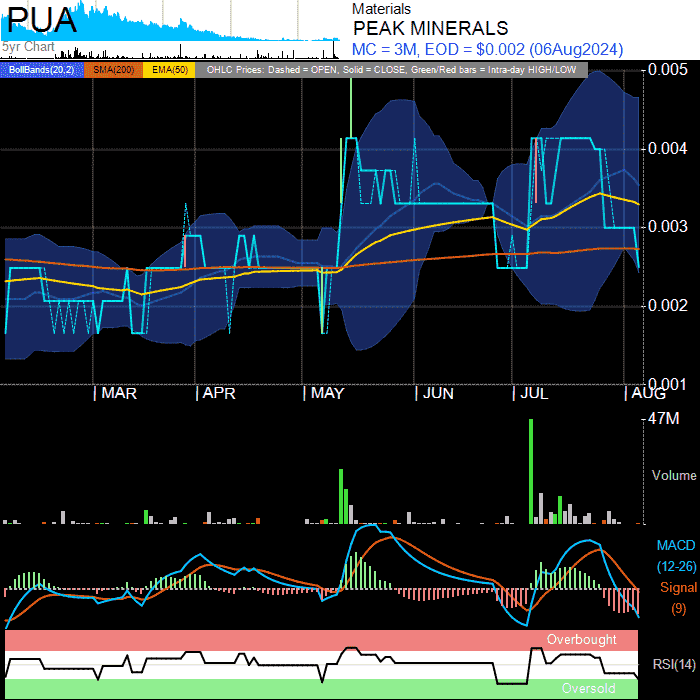 PUA
5yr Chart
Materials
PEAK MINERALS
MC = 3M, EOD = $0.002 (06Aug2024)
BollBands(20,2) SMA(200) EMA(50) OHLC Prices: Dashed = OPEN, Solid = CLOSE, Green/Red bars = Intra-day HIGH/LOW
0.005
0.004
0.003
0.002
0.001
| MAR | APR | MAY | JUN | JUL | AUG
47M
Volume
MACD
(12-26)
Signal
(9)
Overbought
RSI(14)
Oversold